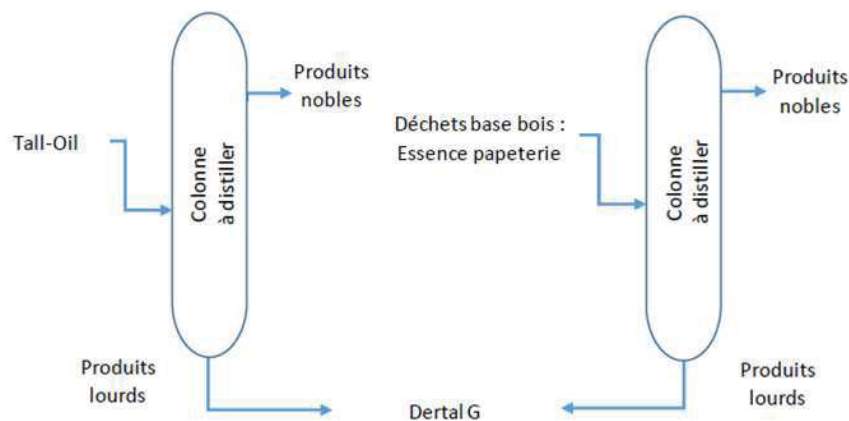 Produits
nobles
Tall-Oil
Colonne
à distiller
Produits
lourds
Déchets base bois :
Essence papeterie
Produits
nobles
Colonne
à distiller
Produits
lourds
Dertal G